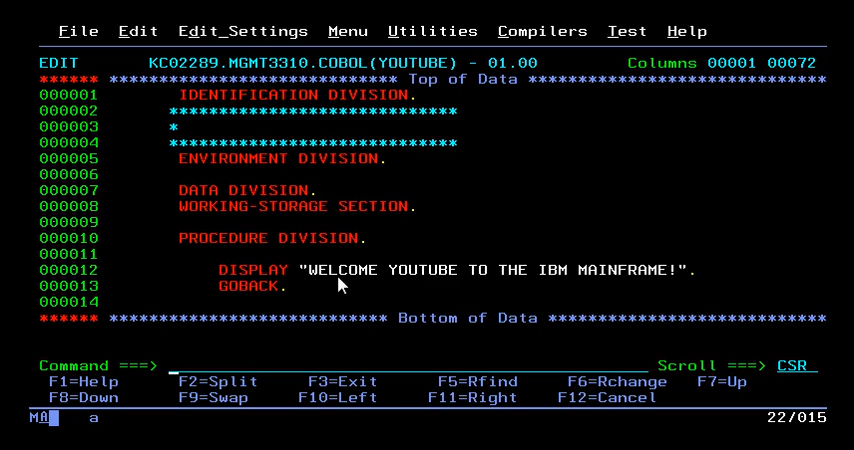 File Edit Edit_Settings Menu Utilities Compilers Test Help
EDIT KC02289.MGMT3310.COBOL(YOUTUBE) - 01.00 Columns 00001 00072
****** ***************************** Top of Data ******************************
000001 IDENTIFICATION DIVISION.
000002 *****************************
000003 *
000004 *****************************
000005 ENVIRONMENT DIVISION.
000006
000007 DATA DIVISION.
000008 WORKING-STORAGE SECTION.
000009
000010 PROCEDURE DIVISION.
000011
000012 DISPLAY "WELCOME YOUTUBE TO THE IBM MAINFRAME!".
000013 GOBACK.
000014
****** **************************** Bottom of Data ****************************
Command ===> Scroll ===> CSR
F1=Help F2=Split F3=Exit F5=Rfind F6=Rchange F7=Up
F8=Down F9=Swap F10=Left F11=Right F12=Cancel
MA a 22/015